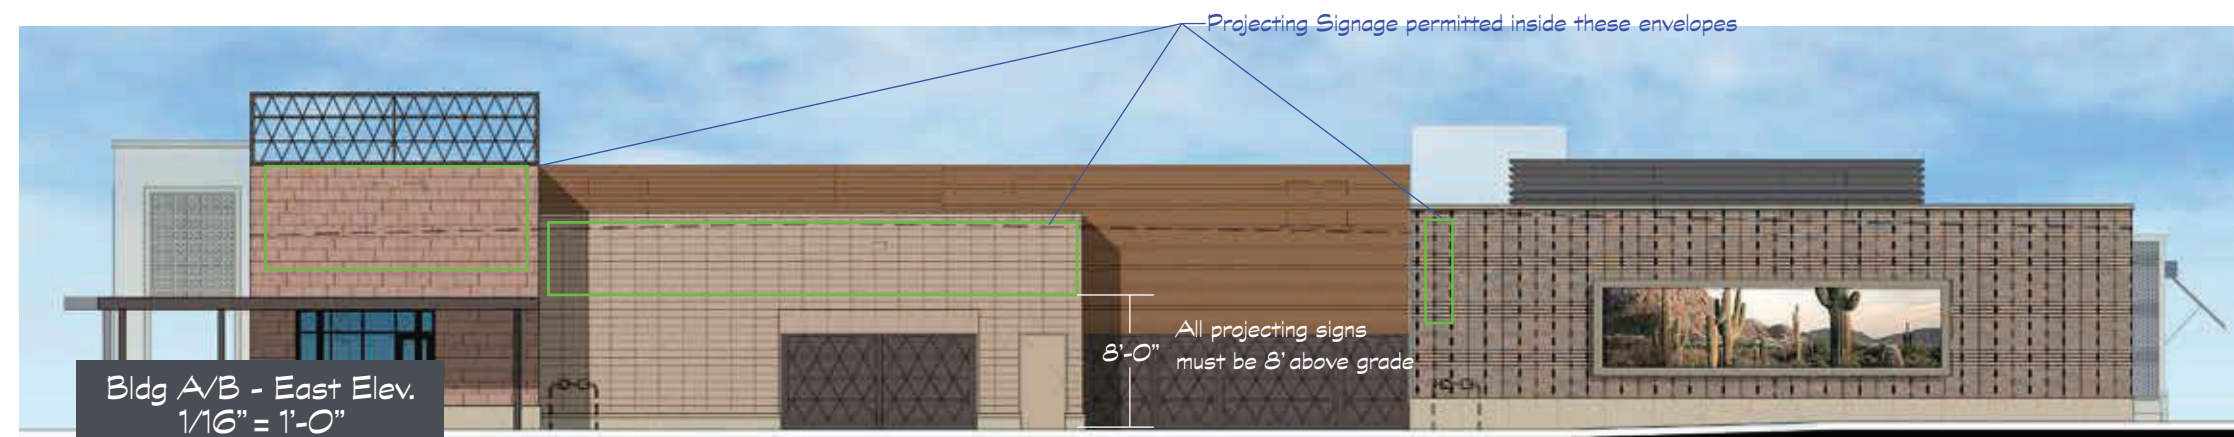 Projecting Signage permitted inside these envelopes
8'-0"
All projecting signs
must be 8' above grade
Bldg A/B - East Elev.
1/16" = 1'-0"